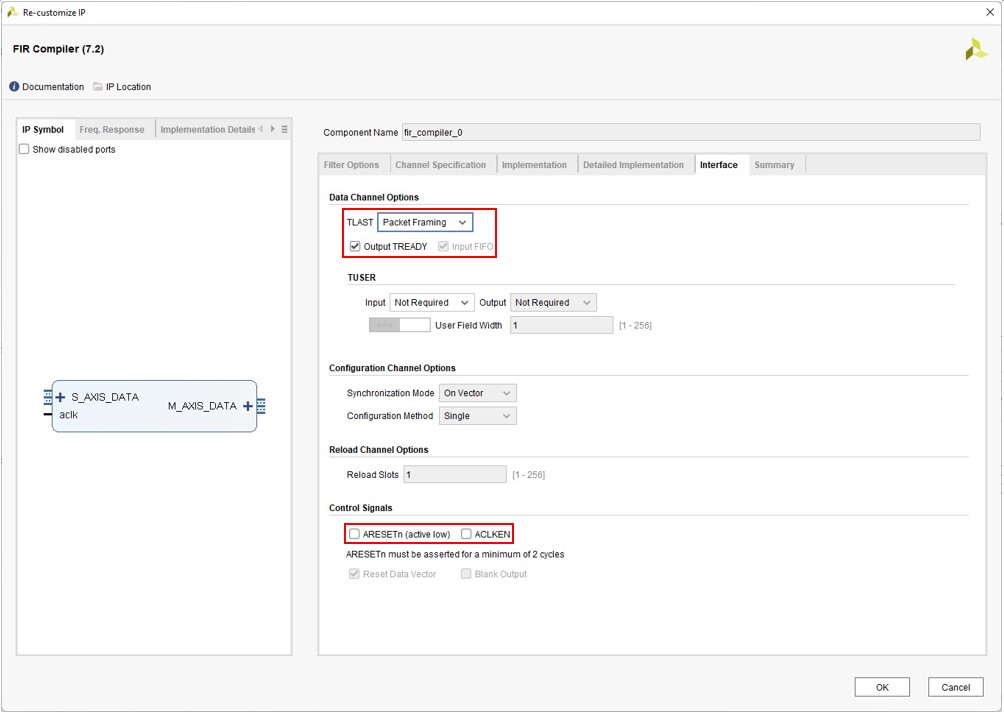 Re-customize IP
FIR Compiler (7.2)
Documentation IP Location
IP Symbol Freq. Response Implementation Details
Show disabled ports
S_AXIS_DATA
M_AXIS_DATA
aclk
Component Name fir_compiler_0
Filter Options Channel Specification Implementation Detailed Implementation Interface Summary
Data Channel Options
TLAST Packet Framing
Output TREADY Input FIFO
TUSER
Input Not Required Output Not Required
User Field Width 1 [1 - 256]
Configuration Channel Options
Synchronization Mode On Vector
Configuration Method Single
Reload Channel Options
Reload Slots 1 [1 - 256]
Control Signals
ARESETn (active low) ACLKEN
ARESETn must be asserted for a minimum of 2 cycles
Reset Data Vector Blank Output
OK Cancel